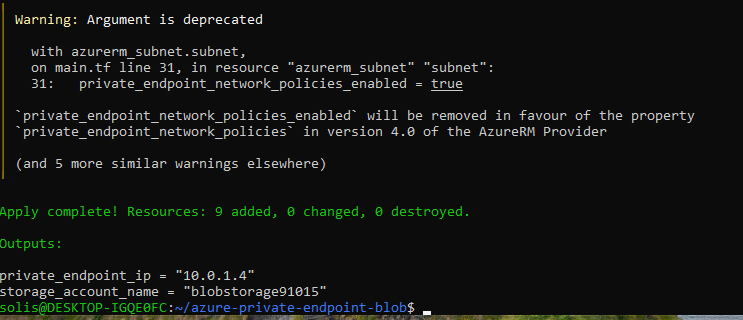 Warning: Argument is deprecated
with azurerm_subnet.subnet,
on main.tf line 31, in resource "azurerm_subnet" "subnet":
31:   private_endpoint_network_policies_enabled = true
`private_endpoint_network_policies_enabled` will be removed in favour of the property
`private_endpoint_network_policies` in version 4.0 of the AzureRM Provider
(and 5 more similar warnings elsewhere)
Apply complete! Resources: 9 added, 0 changed, 0 destroyed.
Outputs:
private_endpoint_ip = "10.0.1.4"
storage_account_name = "blobstorage91015"
solis@DESKTOP-IGQE0FC:~/azure-private-endpoint-blob$